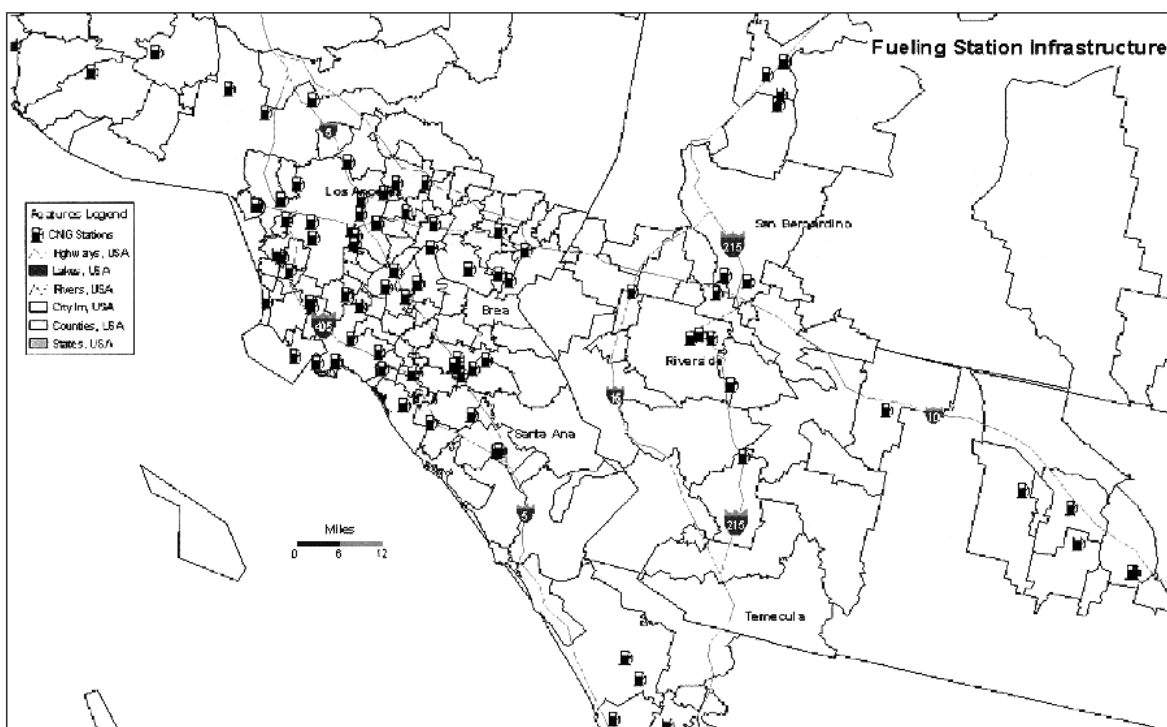 Fueling Station Infrastructure
5
Los Angeles
San Bernardino
215
Features Legend
CNG Stations
Highways, USA
Lakes, USA
Rivers, USA
City lm, USA
Counties, USA
States, USA
Brea
405
Riverside
15
10
Santa Ana
5
215
Miles
0 6 12
Temecula